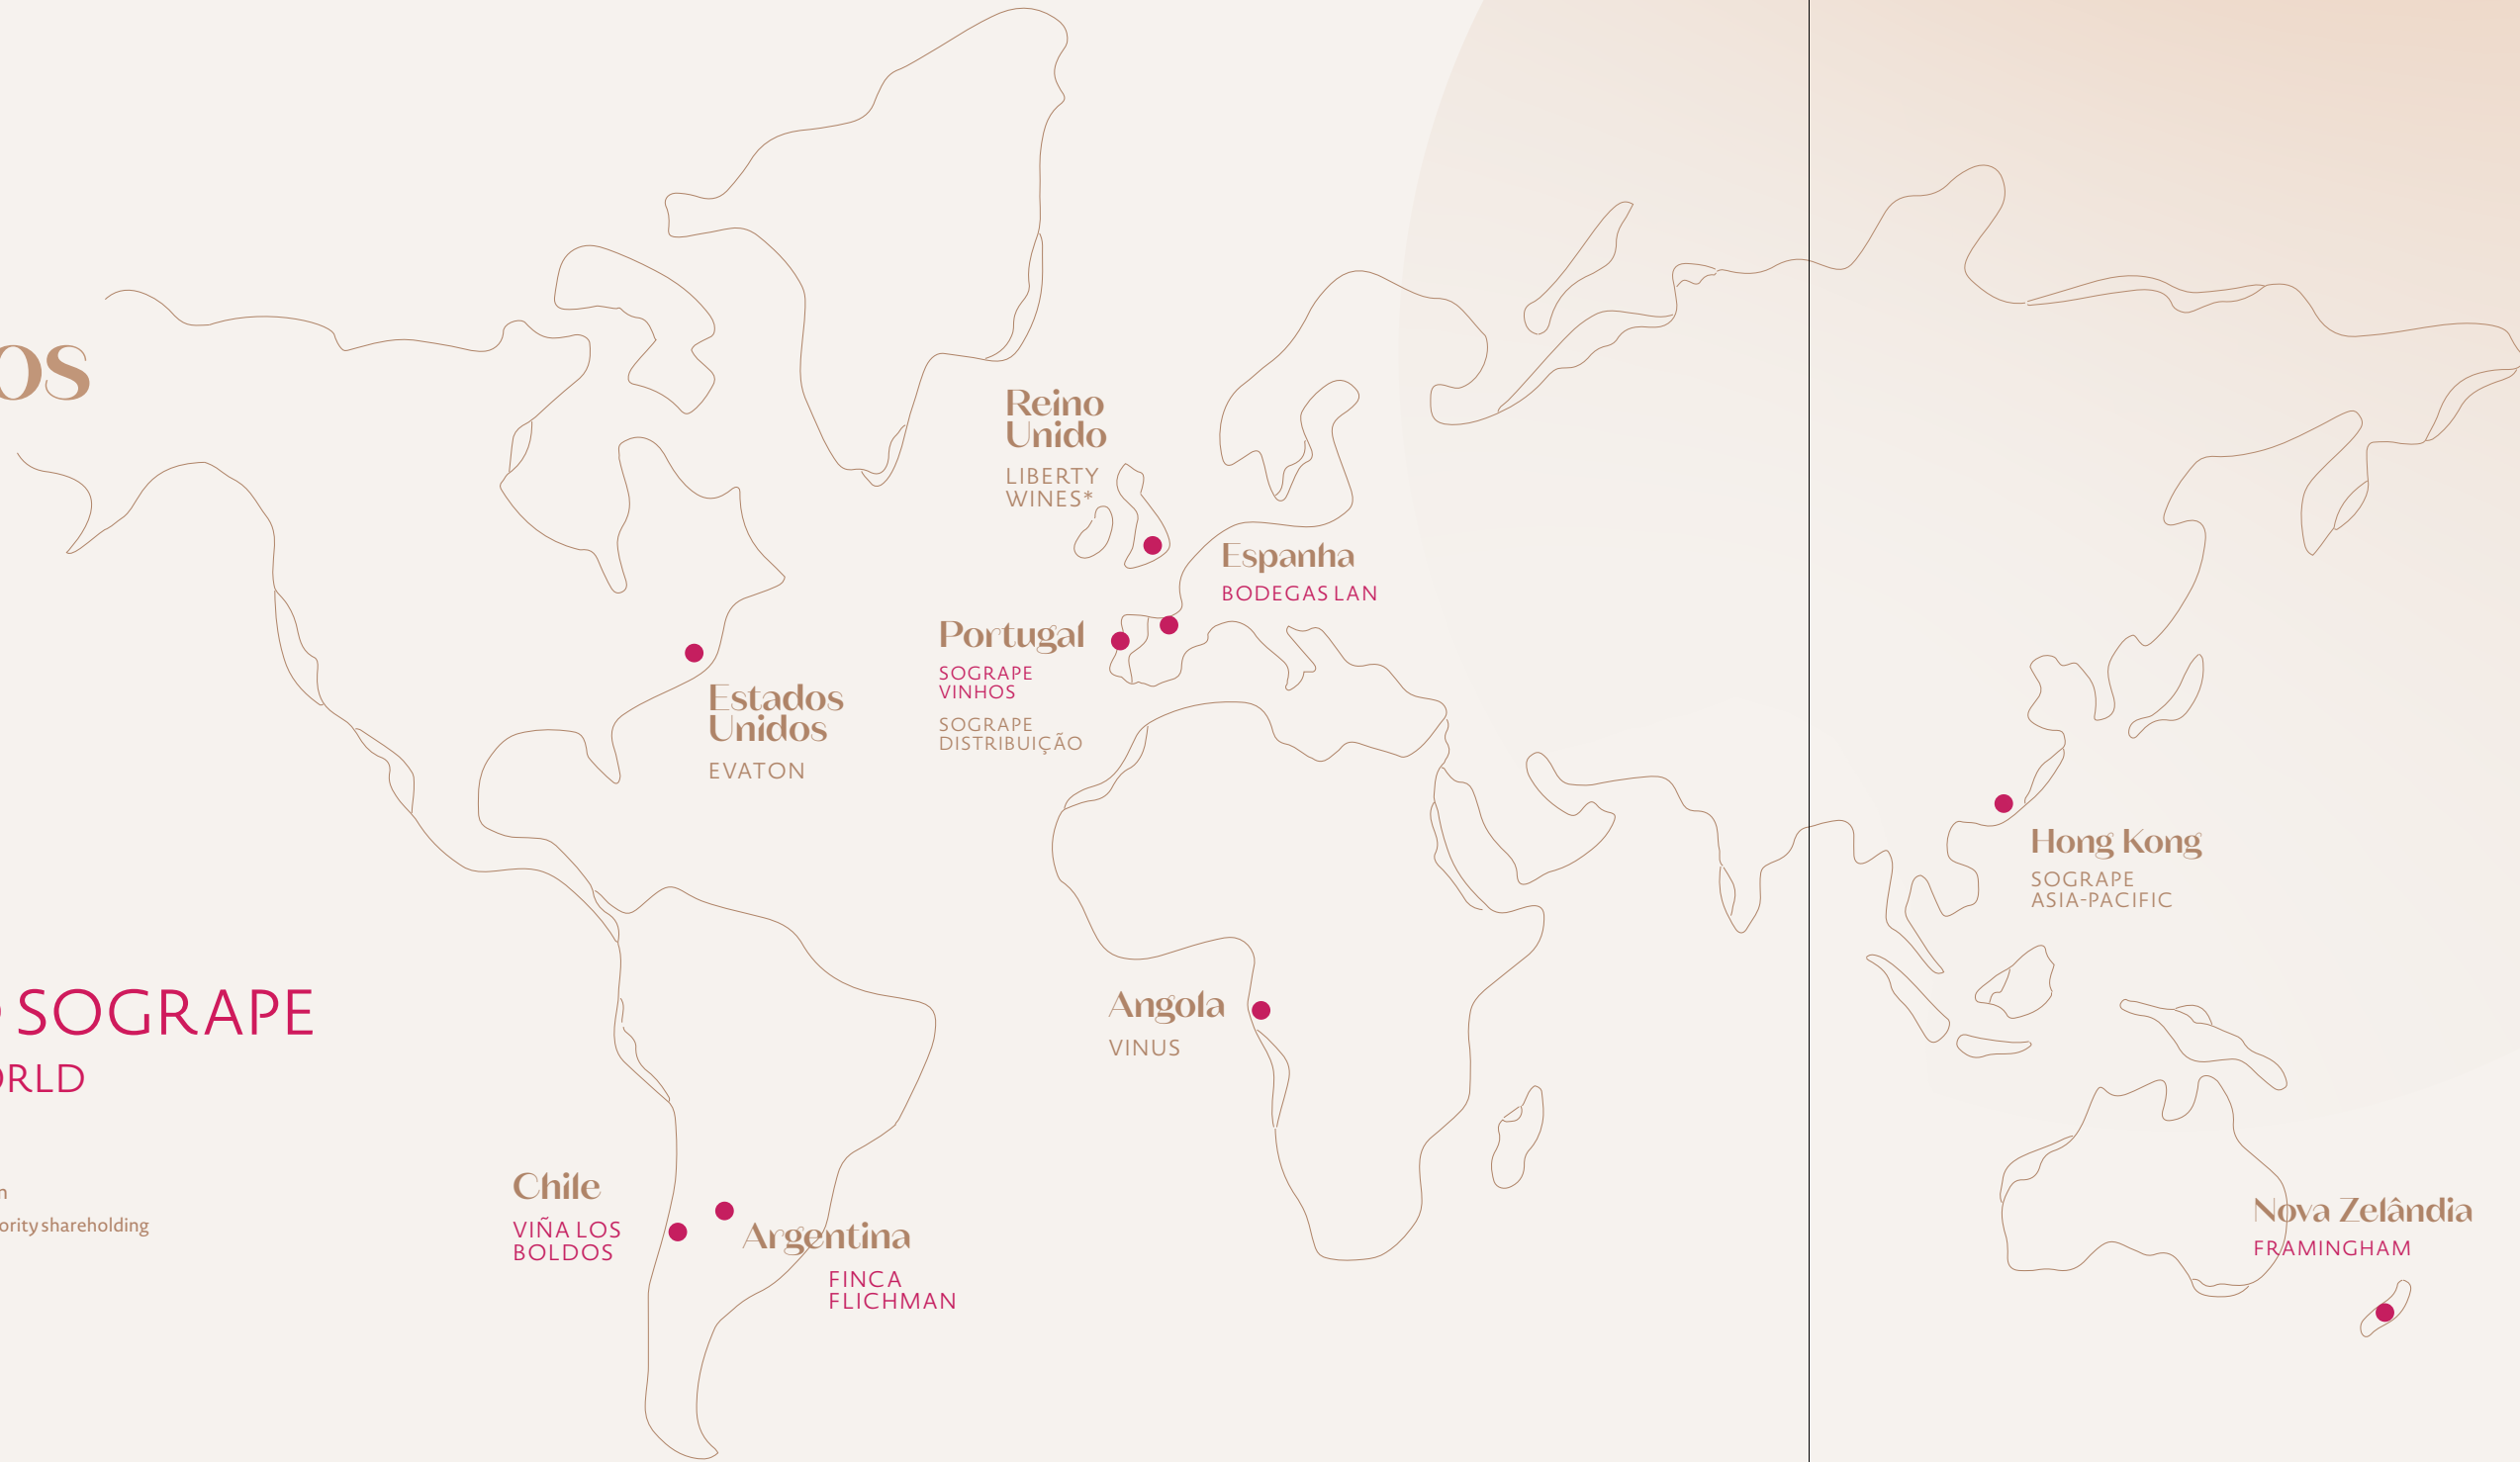 os
SOGRAPE
ORLD
n
ority shareholding
Reino
Unido
LIBERTY
WINES*
Espanha
BODEGAS LAN
Portugal
SOGRAPE
VINHOS
SOGRAPE
DISTRIBUIÇÃO
Estados
Unidos
EVATON
Hong Kong
SOGRAPE
ASIA-PACIFIC
Angola
VINUS
Chile
VIÑA LOS
BOLDOS
Argentina
FINCA
FLICHMAN
Nova Zelândia
FRAMINGHAM